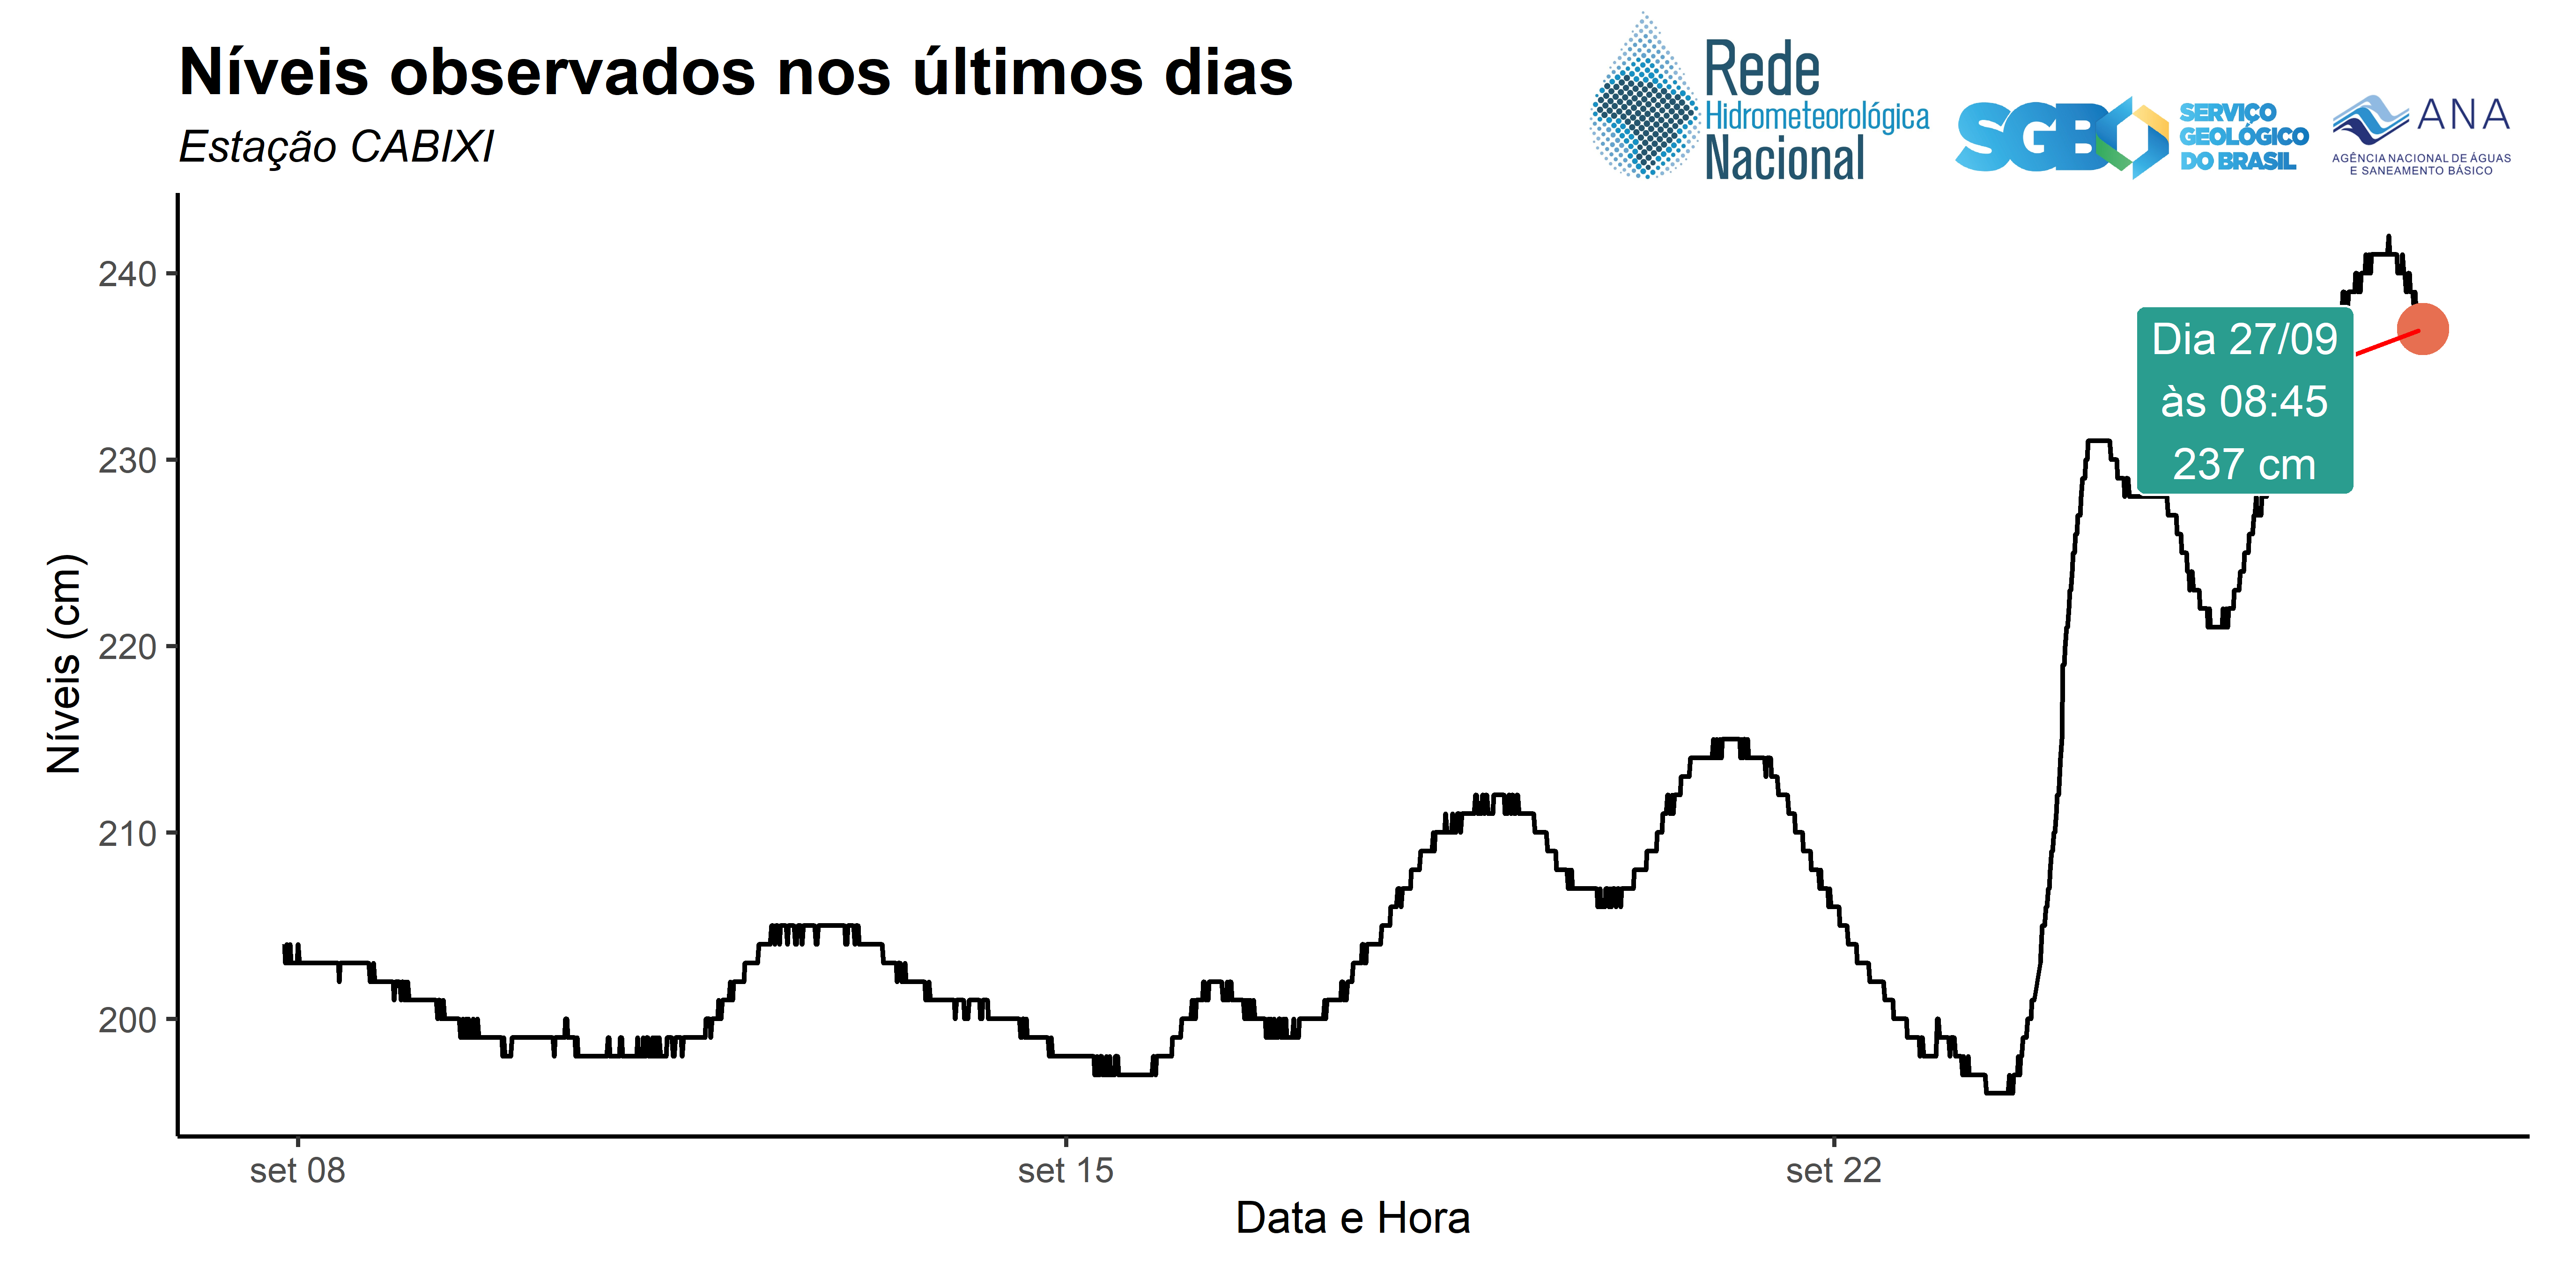 Níveis observados nos últimos dias
Estação CABIXI
Rede
Hidrometeorológica
Nacional
SGB
SERVIÇO
GEOLÓGICO
DO BRASIL
ANA
AGÊNCIA NACIONAL DE ÁGUAS
E SANEAMENTO BÁSICO
Níveis (cm)
240
230
220
210
200
Dia 27/09
às 08:45
237 cm
set 08
set 15
set 22
Data e Hora